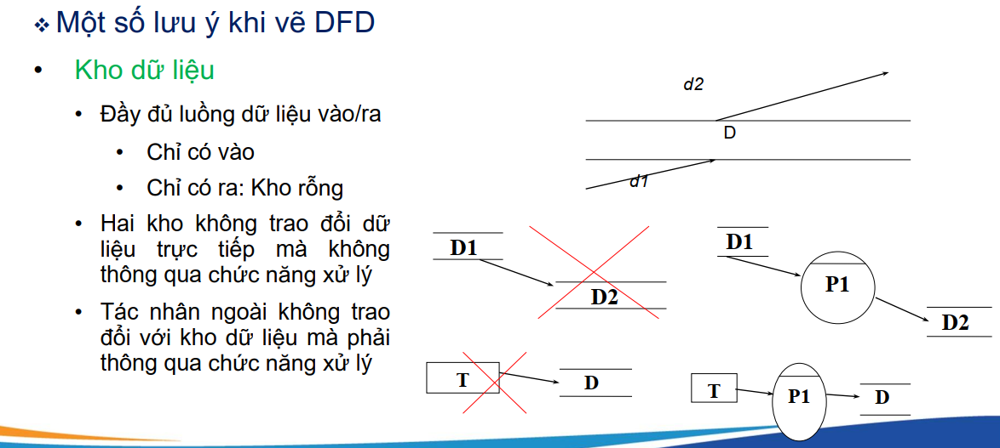 ❖ Một số lưu ý khi vẽ DFD
• Kho dữ liệu
• Đầy đủ luồng dữ liệu vào/ra
• Chỉ có vào
• Chỉ có ra: Kho rỗng
• Hai kho không trao đổi dữ
liệu trực tiếp mà không
thông qua chức năng xử lý
• Tác nhân ngoài không trao
đổi với kho dữ liệu mà phải
thông qua chức năng xử lý
d2
D
d1
D1
D2
D1
P1
D2
T
D
T
P1
D